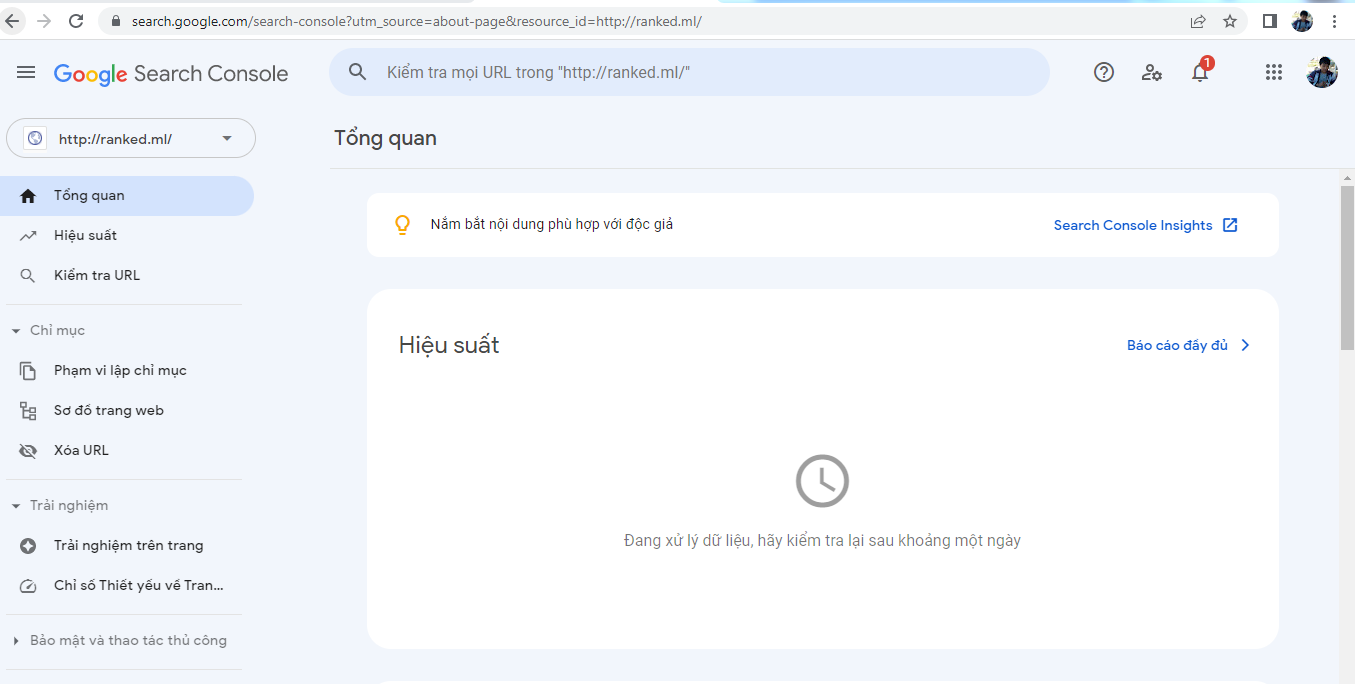 search.google.com/search-console?utm_source=about-page&resource_id=http://ranked.ml/
Google Search Console
Kiểm tra mọi URL trong "http://ranked.ml/"
1
http://ranked.ml/
Tổng quan
Tổng quan
Hiệu suất
Kiểm tra URL
Chỉ mục
Phạm vi lập chỉ mục
Sơ đồ trang web
Xóa URL
Trải nghiệm
Trải nghiệm trên trang
Chỉ số Thiết yếu về Tran...
Bảo mật và thao tác thủ công
Nắm bắt nội dung phù hợp với độc giả
Search Console Insights
Hiệu suất
Báo cáo đầy đủ
Đang xử lý dữ liệu, hãy kiểm tra lại sau khoảng một ngày